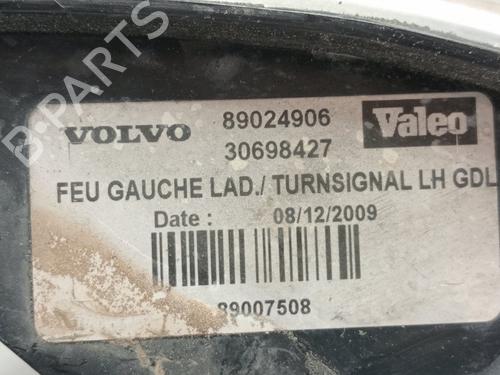 B-PARTS
VOLVO 89024906 Valeo
30698427
FEU GAUCHE LAD./ TURNSIGNAL LH GDL
Date : 08/12/2009
89007508